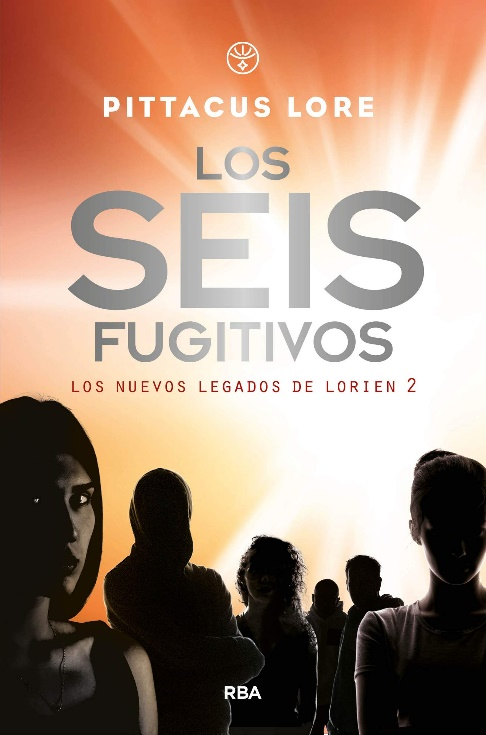 PITTACUS LORE
LOS
SEIS
FUGITIVOS
LOS NUEVOS LEGADOS DE LORIEN 2
RBA